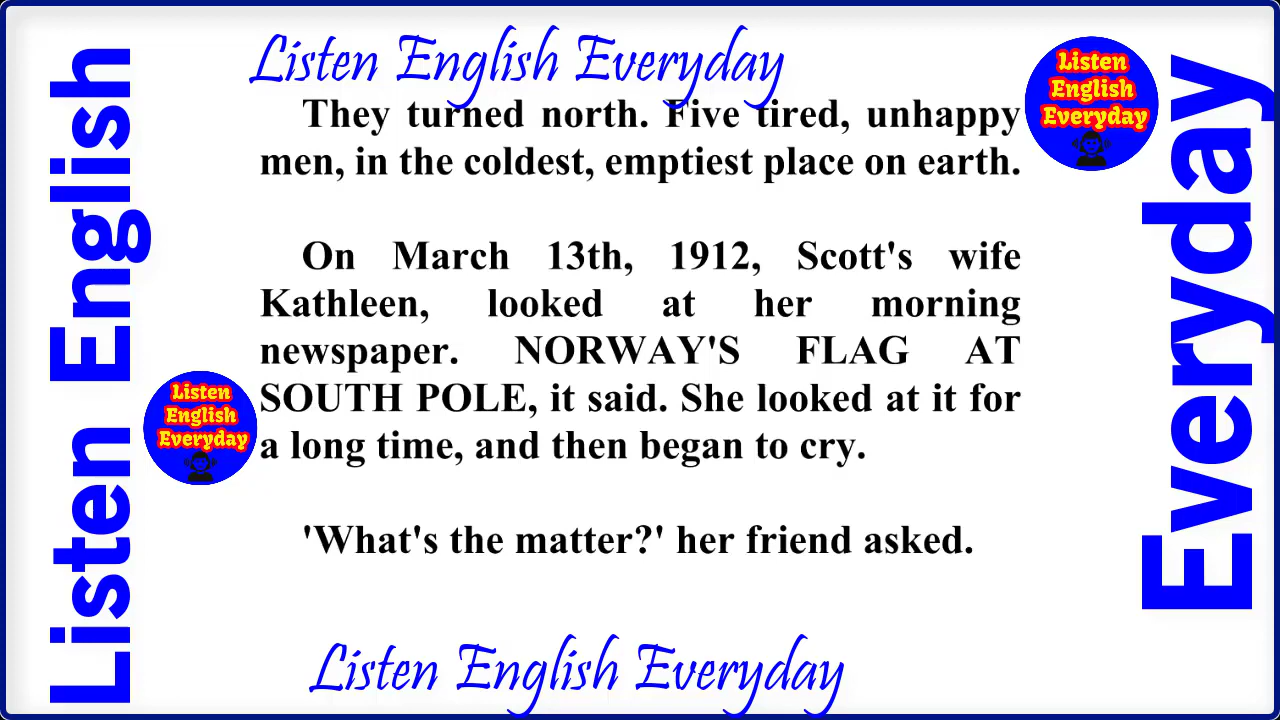 Listen English Everyday
They turned north. Five tired, unhappy
men, in the coldest, emptiest place on earth.
On March 13th, 1912, Scott's wife
Kathleen, looked at her morning
newspaper. NORWAY'S FLAG AT
SOUTH POLE, it said. She looked at it for
a long time, and then began to cry.
'What's the matter?' her friend asked.
Listen English Everyday
Listen English
Everyday
Listen
English
Everyday
Listen
English
Everyday